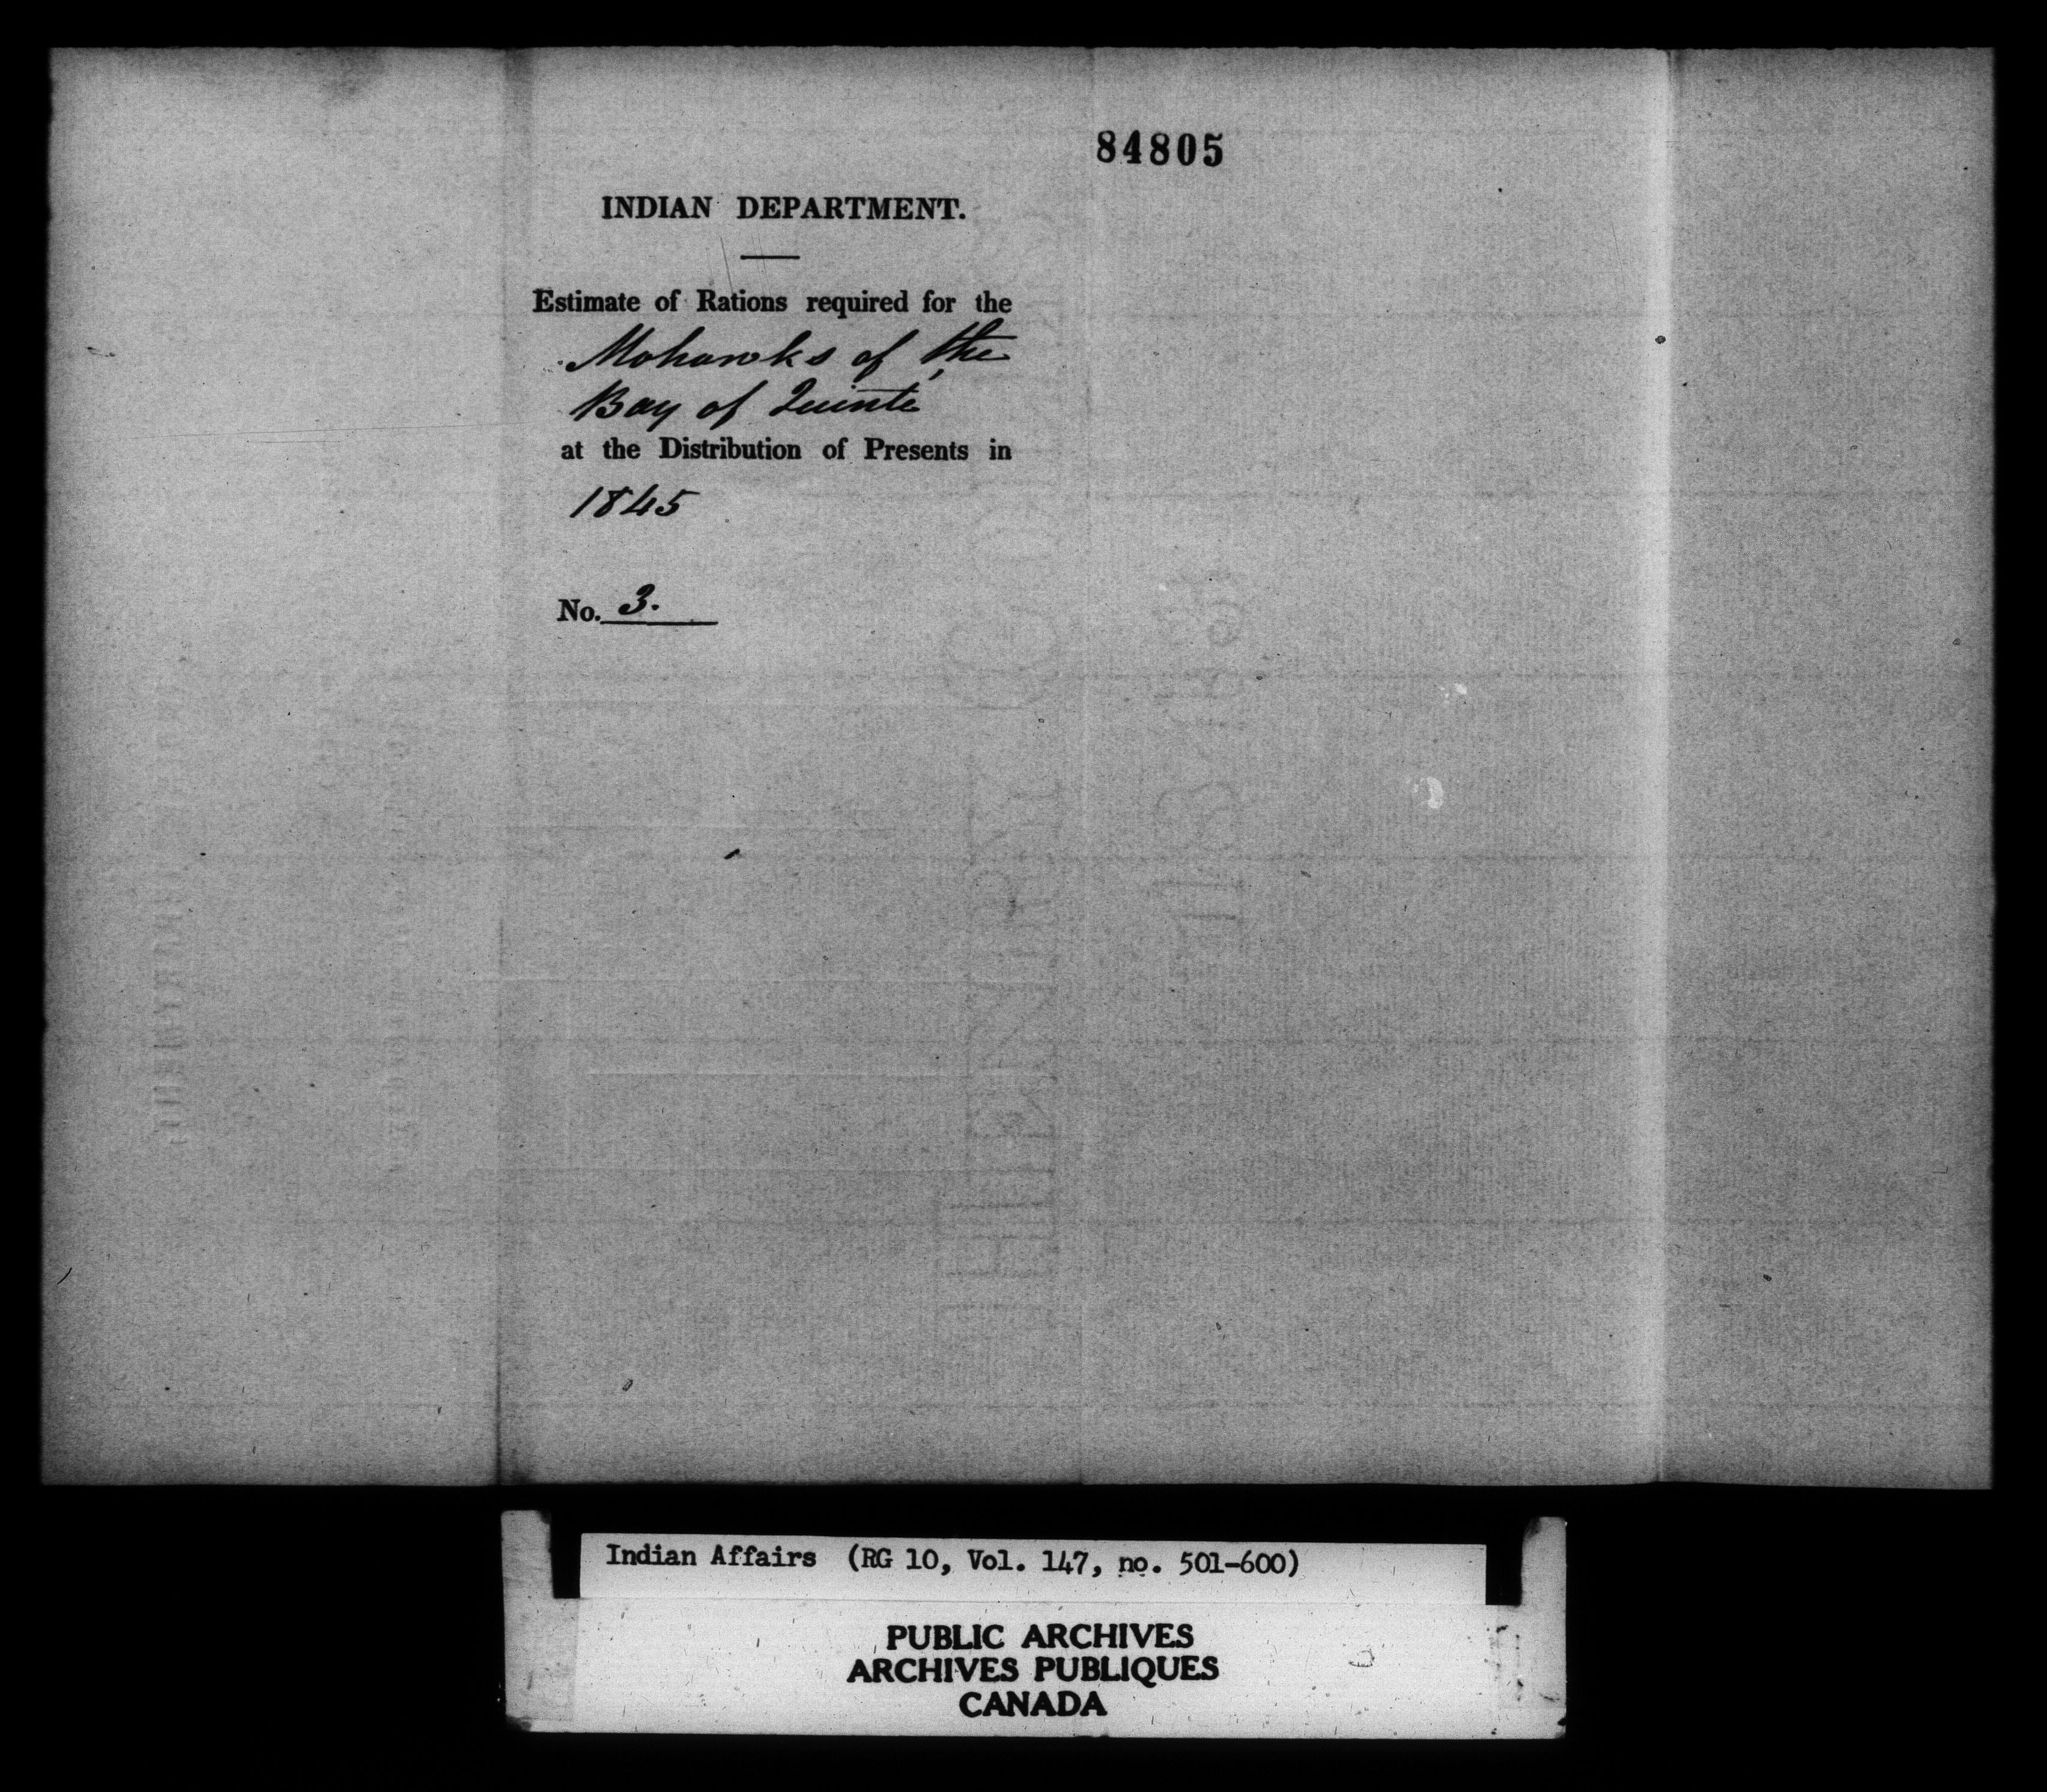 84805
INDIAN DEPARTMENT.
Estimate of Rations required for the
Mohawks of the
Bay of Quinté
at the Distribution of Presents in
1845
No. 3.
Indian Affairs (RG 10, Vol. 147, no. 501-600)
PUBLIC ARCHIVES
ARCHIVES PUBLIQUES
CANADA